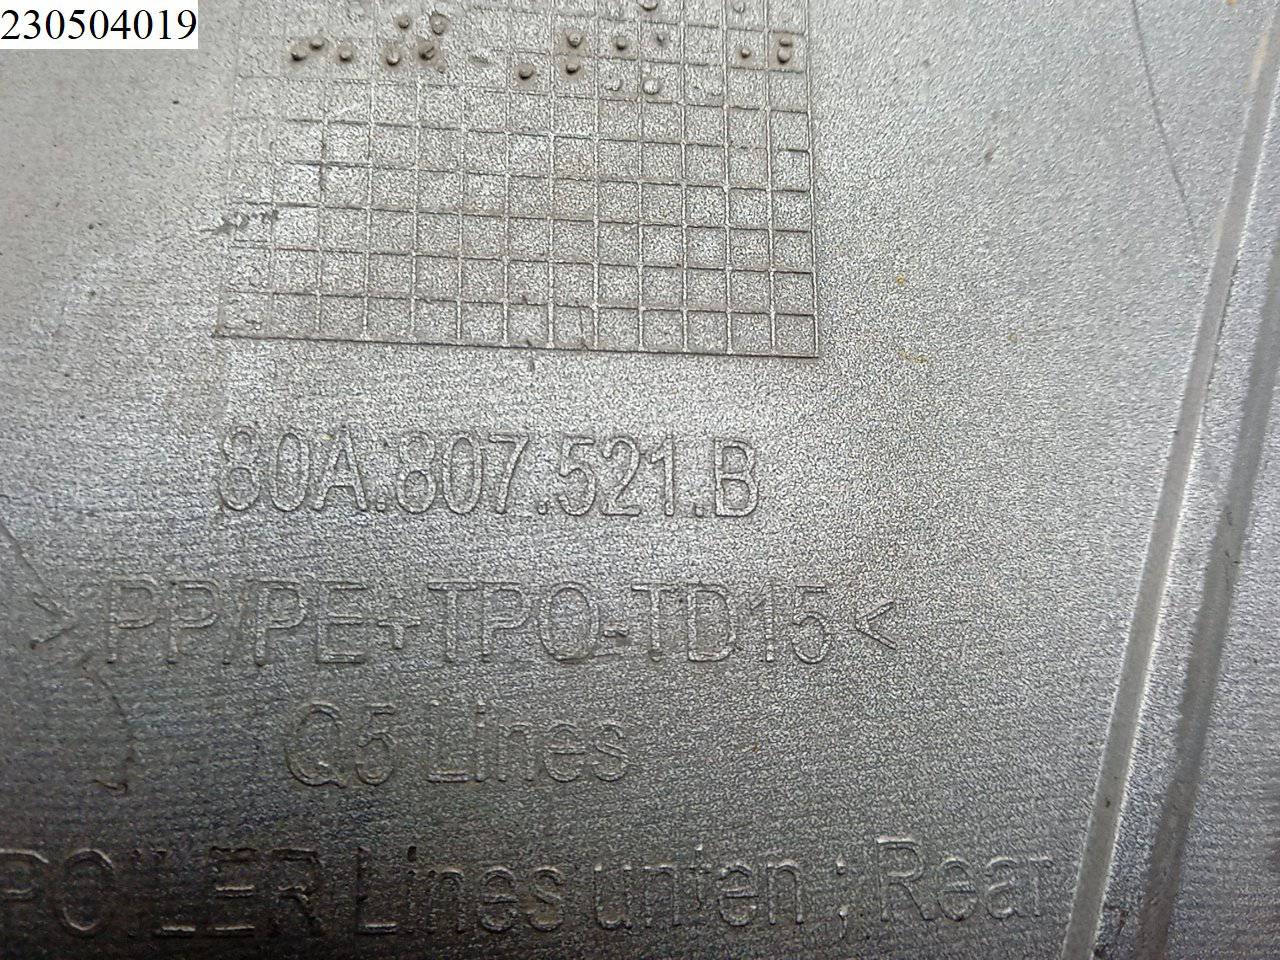 230504019
80A.807.521.B
>PP/PE+TPO-TD15<
Q5 Lines
POILER Lines unten ; Rear